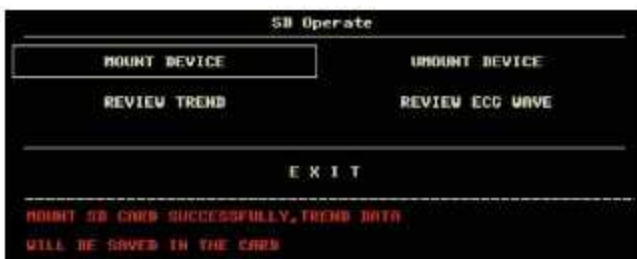 SD Operate
MOUNT DEVICE UMOUNT DEVICE
REVIEW TREND REVIEW ECG WAVE
E X I T
MOUNT SD CARD SUCCESSFULLY,TREND DATA
WILL BE SAVED IN THE CARD